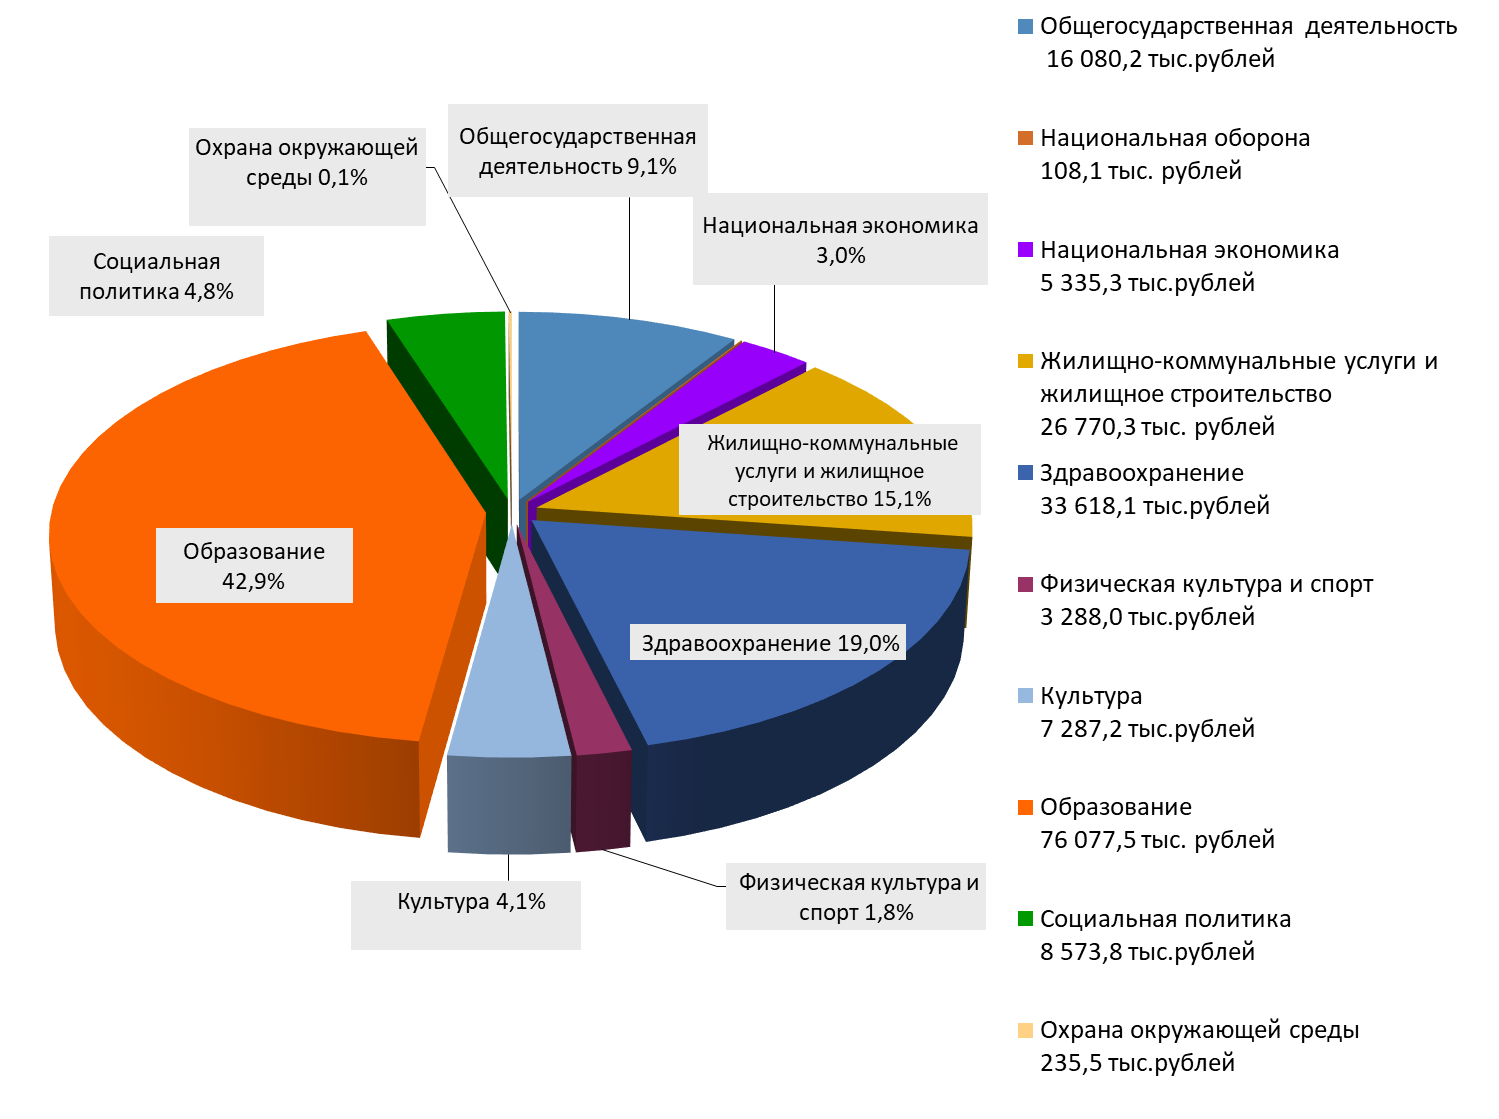 Общегосударственная деятельность
16 080,2 тыс.рублей
Национальная оборона
108,1 тыс. рублей
Национальная экономика
5 335,3 тыс.рублей
Жилищно-коммунальные услуги и
жилищное строительство
26 770,3 тыс. рублей
Здравоохранение
33 618,1 тыс.рублей
Физическая культура и спорт
3 288,0 тыс.рублей
Культура
7 287,2 тыс.рублей
Образование
76 077,5 тыс. рублей
Социальная политика
8 573,8 тыс.рублей
Охрана окружающей среды
235,5 тыс.рублей
Охрана окружающей
среды 0,1%
Общегосударственная
деятельность 9,1%
Национальная экономика
3,0%
Социальная
политика 4,8%
Жилищно-коммунальные
услуги и жилищное
строительство 15,1%
Образование
42,9%
Здравоохранение 19,0%
Культура 4,1%
Физическая культура и
спорт 1,8%